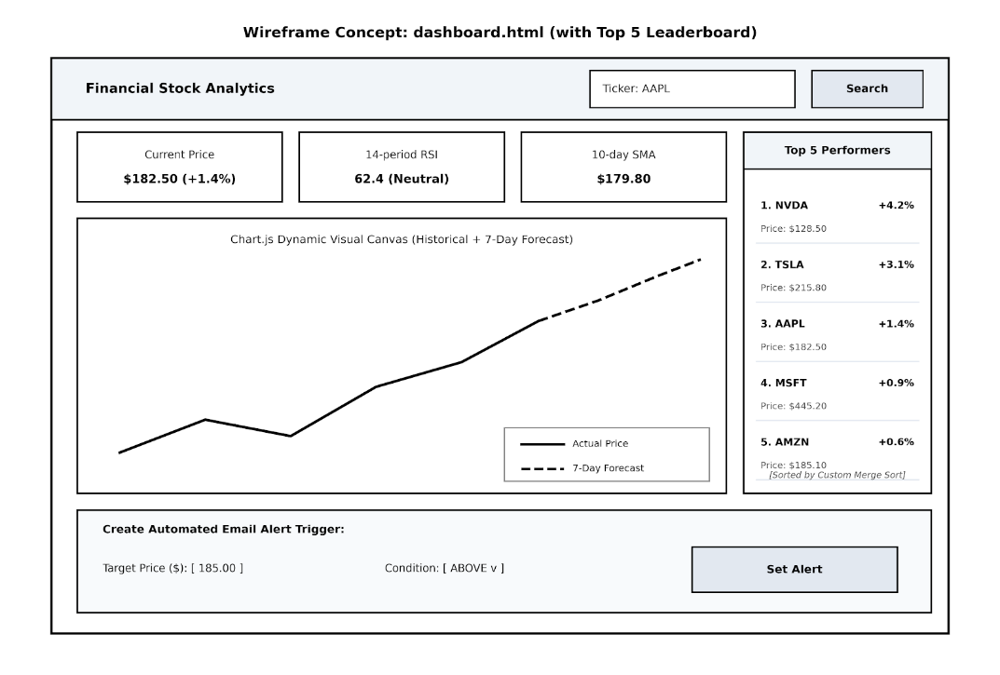 Wireframe Concept: dashboard.html (with Top 5 Leaderboard)
Financial Stock Analytics
Ticker: AAPL
Search
Current Price
$182.50 (+1.4%)
14-period RSI
62.4 (Neutral)
10-day SMA
$179.80
Chart.js Dynamic Visual Canvas (Historical + 7-Day Forecast)
Actual Price
7-Day Forecast
Top 5 Performers
1. NVDA +4.2%
Price: $128.50
2. TSLA +3.1%
Price: $215.80
3. AAPL +1.4%
Price: $182.50
4. MSFT +0.9%
Price: $445.20
5. AMZN +0.6%
Price: $185.10
[Sorted by Custom Merge Sort]
Create Automated Email Alert Trigger:
Target Price ($): [ 185.00 ]
Condition: [ ABOVE v ]
Set Alert